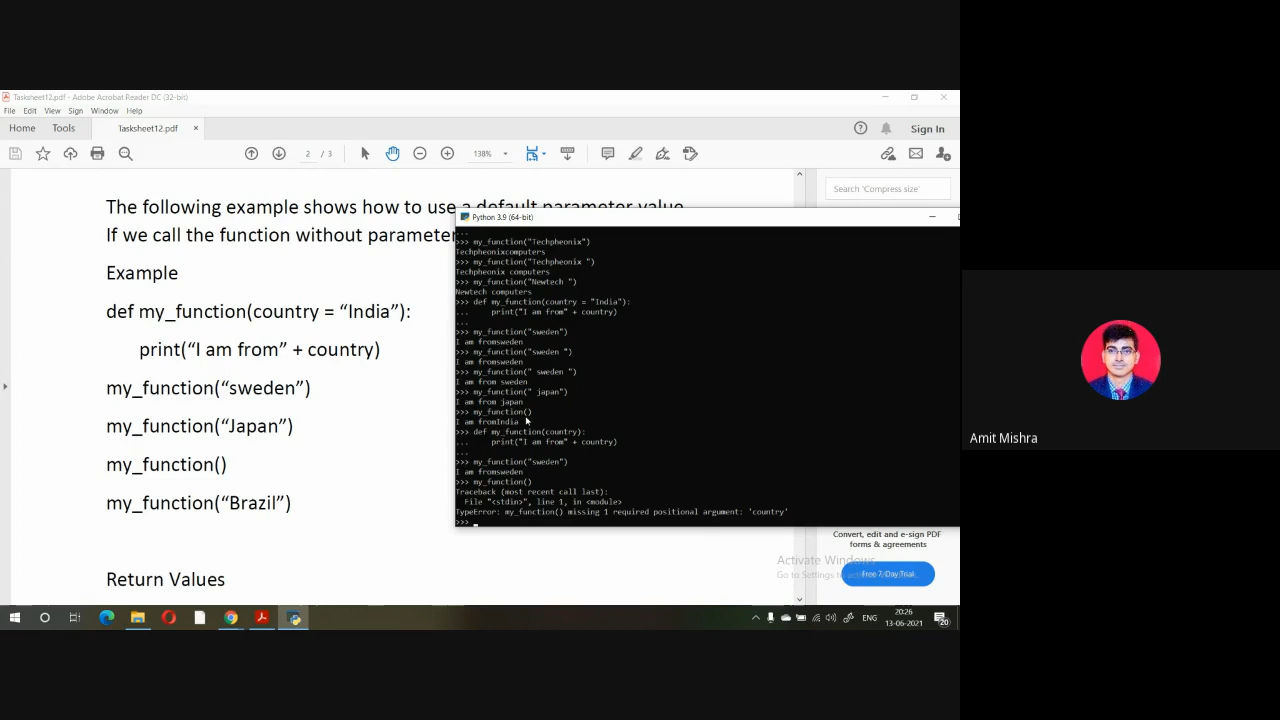 Tasksheet12.pdf - Adobe Acrobat Reader DC (32-bit)
File Edit View Sign Window Help
Home Tools Tasksheet12.pdf × Sign In
2 / 3 138%
Search 'Compress size'
The following example shows how to use a default parameter value
If we call the function without parameter
Example
def my_function(country = “India”):
print(“I am from” + country)
my_function(“sweden”)
my_function(“Japan”)
my_function()
my_function(“Brazil”)
Return Values
Python 3.9 (64-bit)
...
>>> my_function("Techpheonix")
Techpheonixcomputers
>>> my_function("Techpheonix ")
Techpheonix computers
>>> my_function("Newtech ")
Newtech computers
>>> def my_function(country = "India"):
... print("I am from" + country)
...
>>> my_function("sweden")
I am fromsweden
>>> my_function("sweden ")
I am fromsweden
>>> my_function(" sweden ")
I am from sweden
>>> my_function(" japan")
I am from japan
>>> my_function()
I am fromIndia
>>> def my_function(country):
... print("I am from" + country)
...
>>> my_function("sweden")
I am fromsweden
>>> my_function()
Traceback (most recent call last):
File "<stdin>", line 1, in <module>
TypeError: my_function() missing 1 required positional argument: 'country'
>>>
Convert, edit and e-sign PDF
forms & agreements
Activate Windows
Go to Settings to
Free 7-Day Trial
ENG
20:26
13-06-2021
20
Amit Mishra